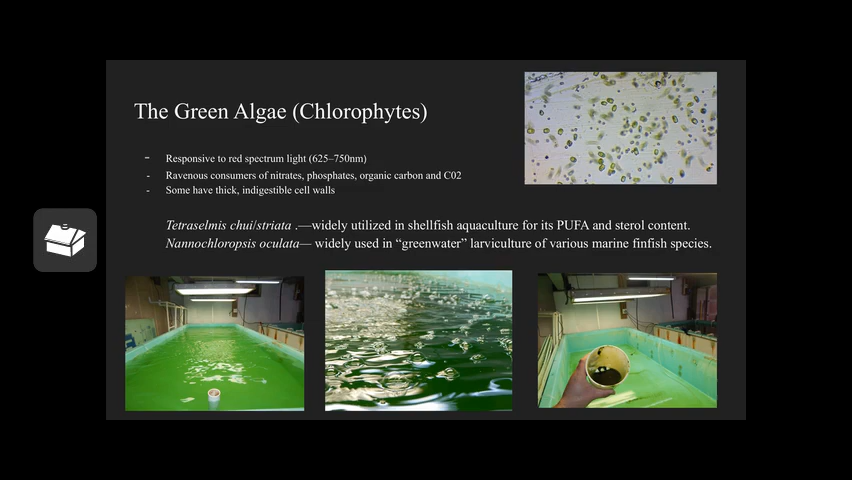 The Green Algae (Chlorophytes)
- Responsive to red spectrum light (625–750nm)
- Ravenous consumers of nitrates, phosphates, organic carbon and C02
- Some have thick, indigestible cell walls
Tetraselmis chui/striata .—widely utilized in shellfish aquaculture for its PUFA and sterol content.
Nannochloropsis oculata— widely used in “greenwater” larviculture of various marine finfish species.